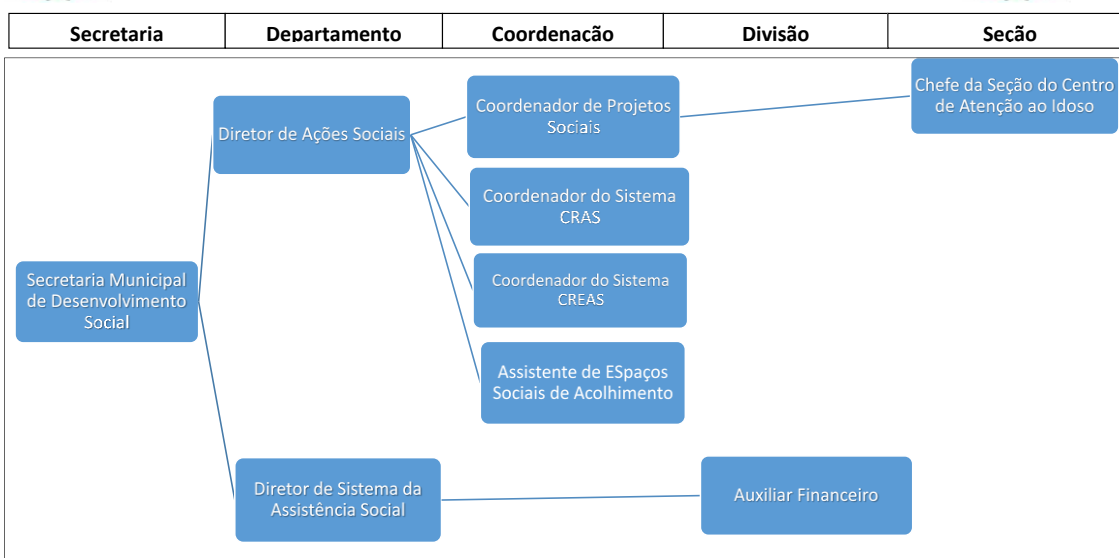 Secretaria
Departamento
Coordenação
Divisão
Seção
Chefe da Seção do Centro
de Atenção ao Idoso
Coordenador de Projetos
Sociais
Diretor de Ações Sociais
Coordenador do Sistema
CRAS
Secretaria Municipal
de Desenvolvimento
Social
Coordenador do Sistema
CREAS
Assistente de ESpaços
Sociais de Acolhimento
Diretor de Sistema da
Assistência Social
Auxiliar Financeiro